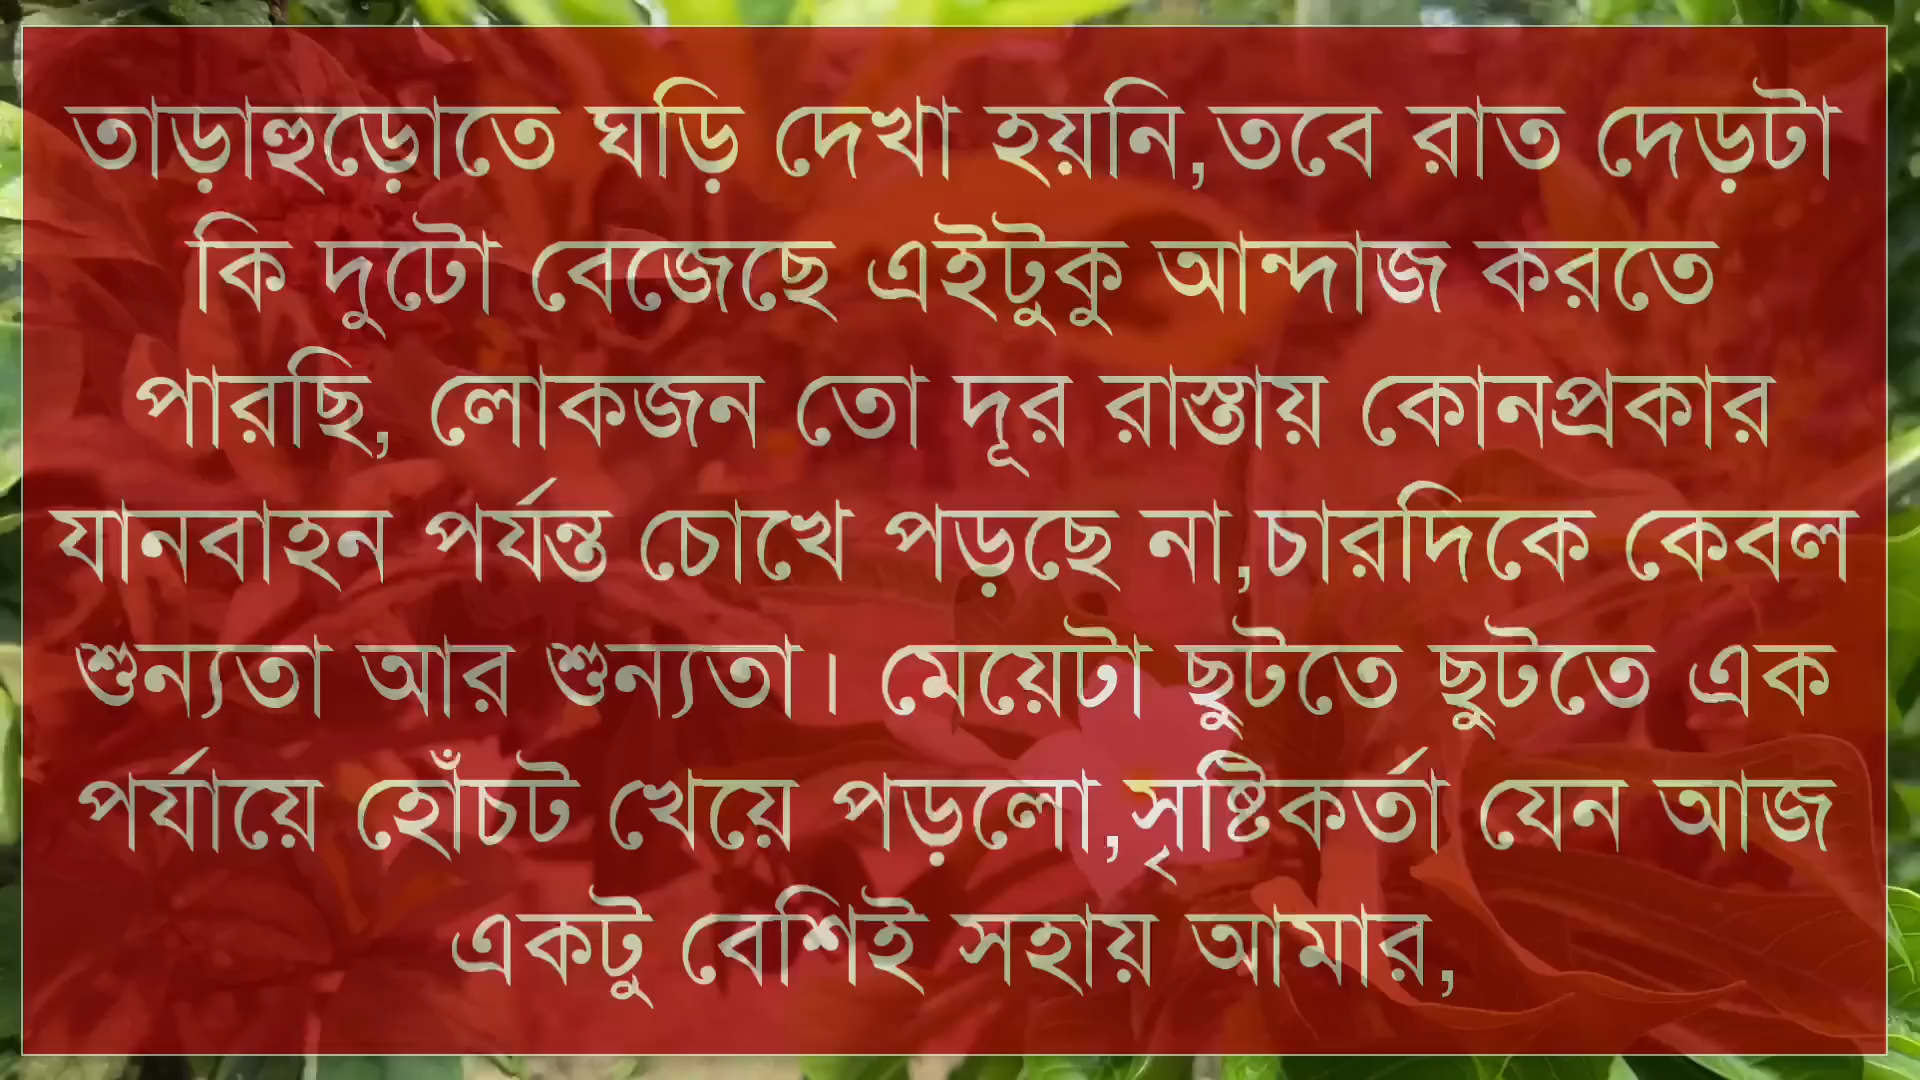 তাড়াহুড়োতে ঘড়ি দেখা হয়নি,তবে রাত দেড়টা
কি দুটো বেজেছে এইটুকু আন্দাজ করতে
পারছি, লোকজন তো দূর রাস্তায় কোনপ্রকার
যানবাহন পর্যন্ত চোখে পড়ছে না,চারদিকে কেবল
শুন্যতা আর শুন্যতা। মেয়েটা ছুটতে ছুটতে এক
পর্যায়ে হোঁচট খেয়ে পড়লো,সৃষ্টিকর্তা যেন আজ
একটু বেশিই সহায় আমার,